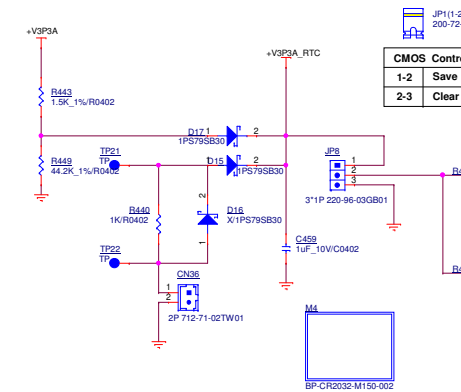 JP1(1-2
200-72-
+V3P3A
+V3P3A_RTC
CMOS Contro
1-2 Save
2-3 Clear
R443
1.5K_1%/R0402
D17 1 2
1PS79SB30
R449
44.2K_1%/R0402
TP21
TP
1 D15 2
1PS79SB30
JP8
1
2
3
R4
3*1P 220-96-03GB01
R440
1K/R0402
2
D16
X/1PS79SB30
1
TP22
TP
C459
1uF_10V/C0402
R4
CN36
1
2
2P 712-71-02TW01
M4
BP-CR2032-M150-002